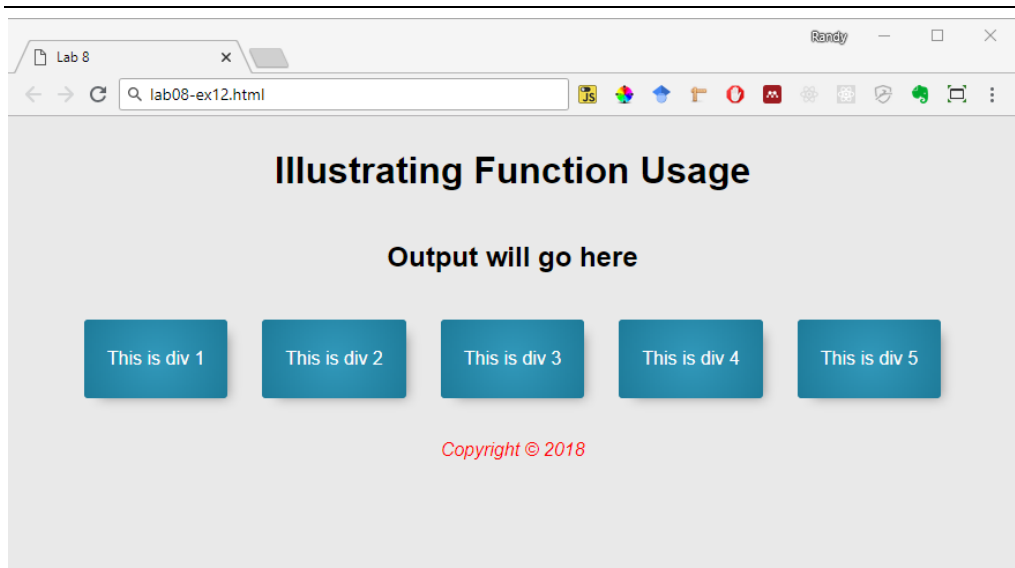 Randy
Lab 8
lab08-ex12.html
JS
Illustrating Function Usage
Output will go here
This is div 1 This is div 2 This is div 3 This is div 4 This is div 5
Copyright © 2018